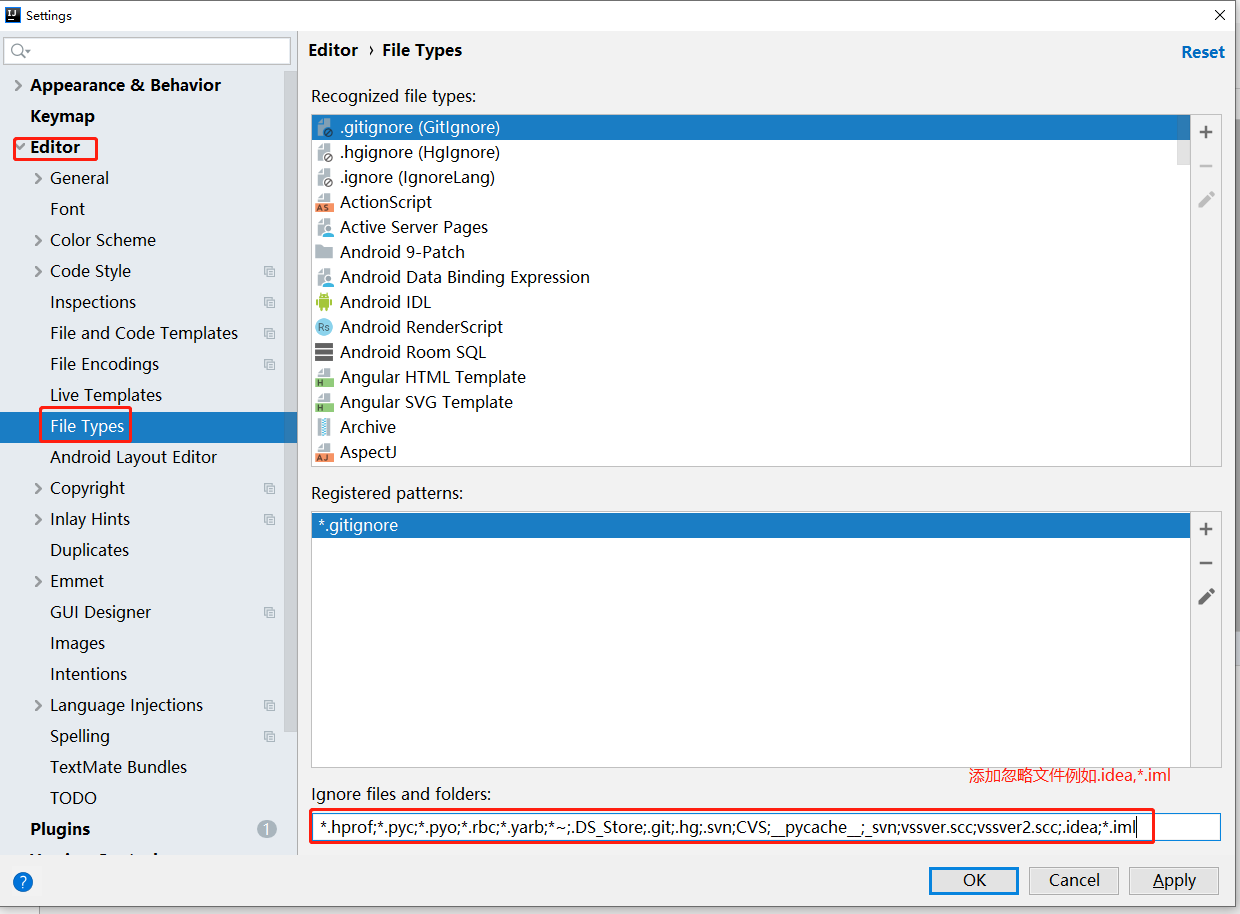 Settings
Appearance & Behavior
Keymap
Editor
General
Font
Color Scheme
Code Style
Inspections
File and Code Templates
File Encodings
Live Templates
File Types
Android Layout Editor
Copyright
Inlay Hints
Duplicates
Emmet
GUI Designer
Images
Intentions
Language Injections
Spelling
TextMate Bundles
TODO
Plugins 1
Editor › File Types
Reset
Recognized file types:
.gitignore (GitIgnore)
.hgignore (HgIgnore)
.ignore (IgnoreLang)
ActionScript
Active Server Pages
Android 9-Patch
Android Data Binding Expression
Android IDL
Android RenderScript
Android Room SQL
Angular HTML Template
Angular SVG Template
Archive
AspectJ
Registered patterns:
*.gitignore
添加忽略文件例如.idea,*.iml
Ignore files and folders:
*.hprof;*.pyc;*.pyo;*.rbc;*.yarb;*~;.DS_Store;.git;.hg;.svn;CVS;__pycache__;_svn;vssver.scc;vssver2.scc;.idea;*.iml
?
OK
Cancel
Apply